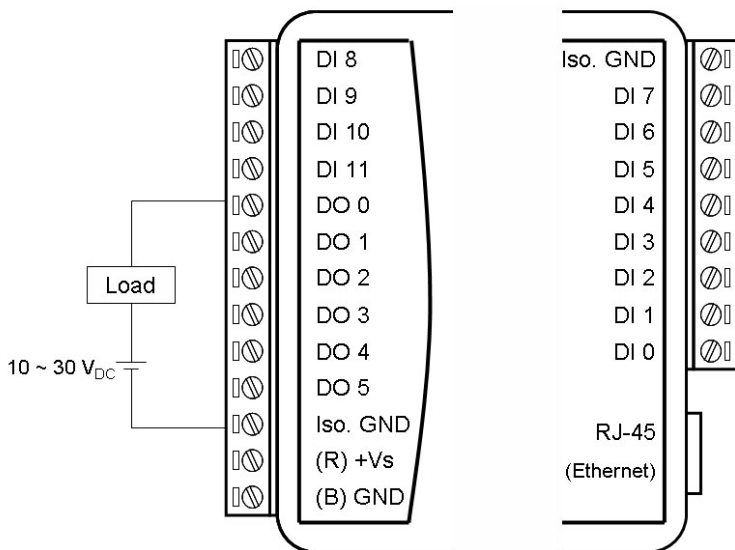 DI 8
DI 9
DI 10
DI 11
DO 0
DO 1
DO 2
DO 3
DO 4
DO 5
Iso. GND
(R) +Vs
(B) GND
Load
10 ~ 30 VDC
Iso. GND
DI 7
DI 6
DI 5
DI 4
DI 3
DI 2
DI 1
DI 0
RJ-45
(Ethernet)